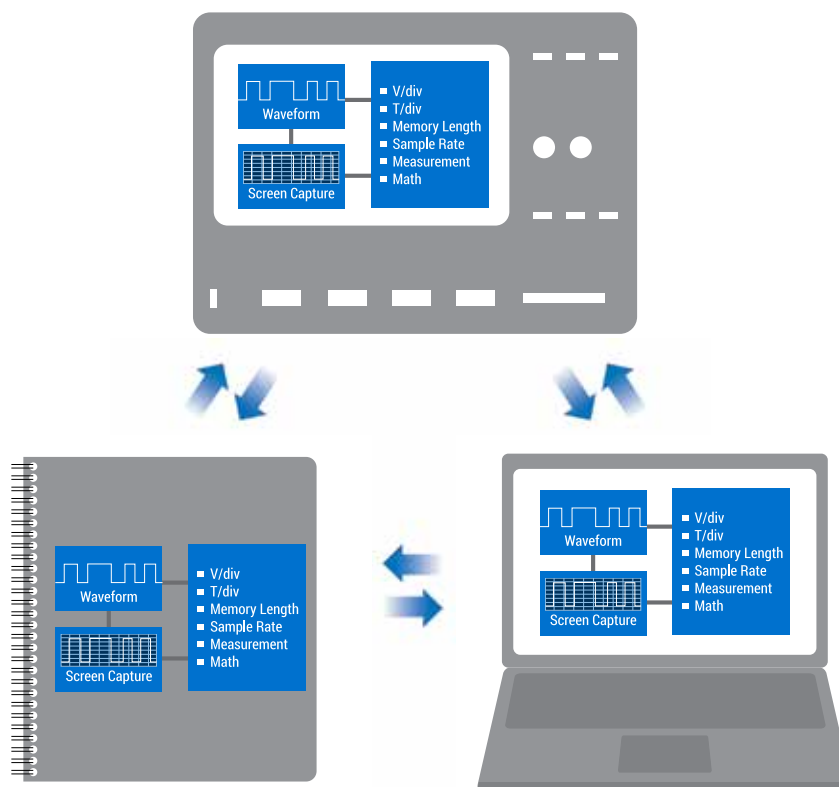 Waveform
Screen Capture
V/div
T/div
Memory Length
Sample Rate
Measurement
Math
Waveform
Screen Capture
V/div
T/div
Memory Length
Sample Rate
Measurement
Math
Waveform
Screen Capture
V/div
T/div
Memory Length
Sample Rate
Measurement
Math